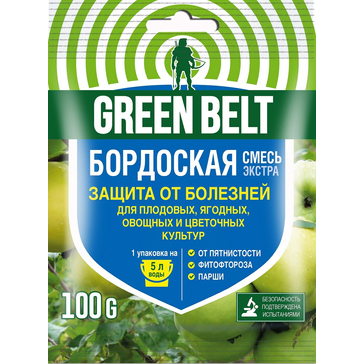 GREEN BELT
БОРДОСКАЯ СМЕСЬ ЭКСТРА
ЗАЩИТА ОТ БОЛЕЗНЕЙ
ДЛЯ ПЛОДОВЫХ, ЯГОДНЫХ,
ОВОЩНЫХ И ЦВЕТОЧНЫХ
КУЛЬТУР
1 упаковка на
5 л
ВОДЫ
✓ ОТ ПЯТНИСТОСТИ
✓ ФИТОФТОРОЗА
✓ ПАРШИ
100 G
БЕЗОПАСНОСТЬ
ПОДТВЕРЖДЕНА
ИСПЫТАНИЯМИ